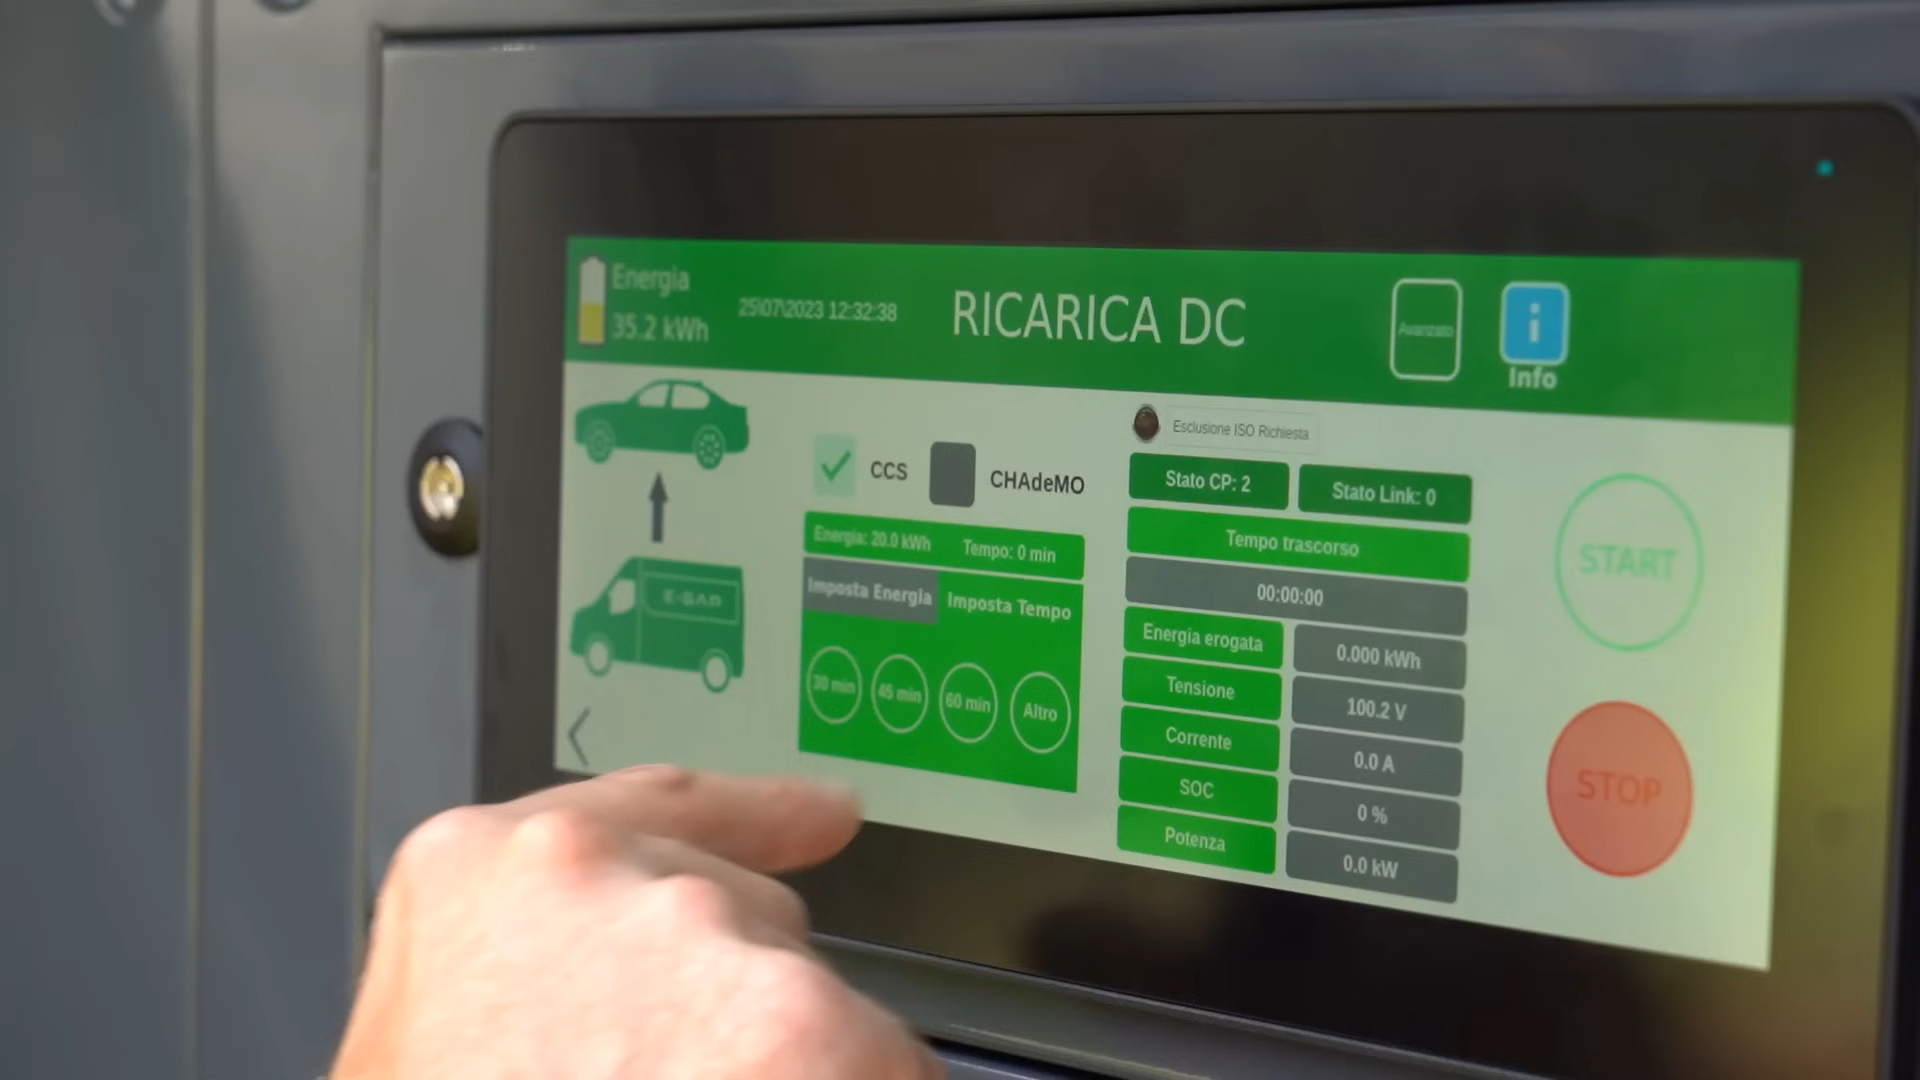 Energia
35.2 kWh
25\07\2023 12:32:38
RICARICA DC
Avanzato
Info
E-GAP
CCS
CHAdeMO
Energia: 20.0 kWh Tempo: 0 min
Imposta Energia Imposta Tempo
30 min 45 min 60 min Altro
Esclusione ISO Richiesta
Stato CP: 2 Stato Link: 0
Tempo trascorso
00:00:00
Energia erogata 0.000 kWh
Tensione 100.2 V
Corrente 0.0 A
SOC 0 %
Potenza 0.0 kW
START
STOP